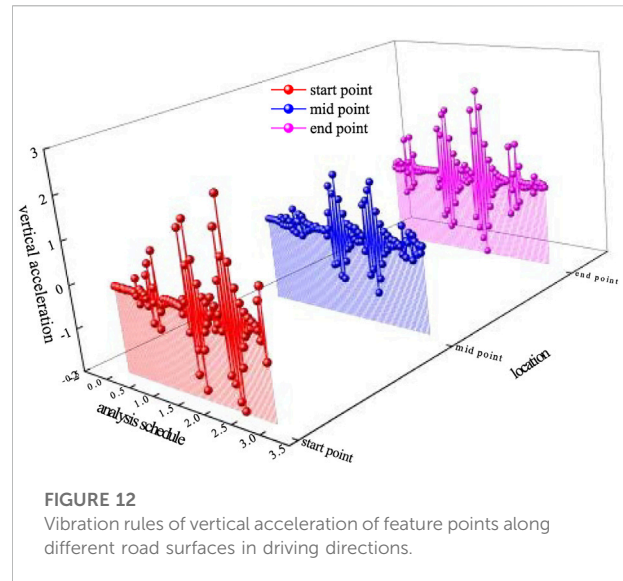 start point
mid point
end point
3
2
1
0
-1
-2
vertical acceleration
-0.5
0.0
0.5
1.0
1.5
2.0
2.5
3.0
3.5
analysis schedule
start point
mid point
end point
location
FIGURE 12
Vibration rules of vertical acceleration of feature points along
different road surfaces in driving directions.